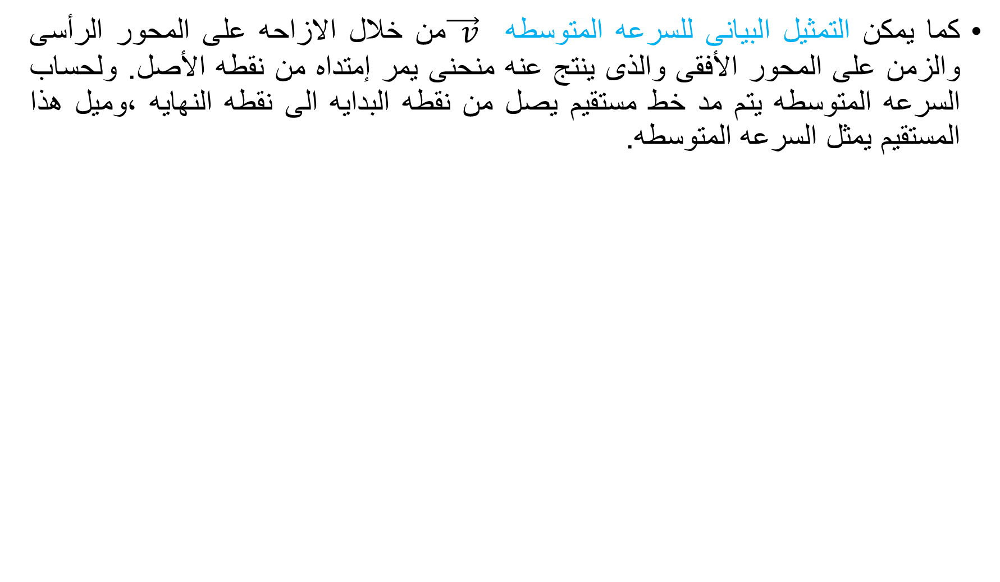 • كما يمكن التمثيل البيانى للسرعه المتوسطه v⃗ من خلال الازاحه على المحور الرأسى
والزمن على المحور الأفقى والذى ينتج عنه منحنى يمر إمتداه من نقطه الأصل. ولحساب
السرعه المتوسطه يتم مد خط مستقيم يصل من نقطه البدايه الى نقطه النهايه ،وميل هذا
المستقيم يمثل السرعه المتوسطه.